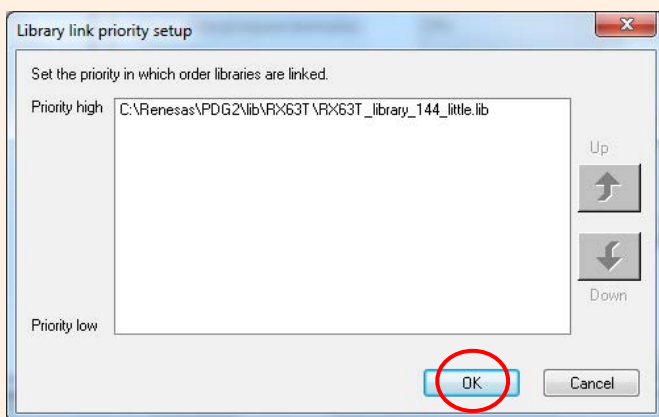 Library link priority setup
Set the priority in which order libraries are linked.
Priority high
C:\Renesas\PDG2\lib\RX63T\RX63T_library_144_little.lib
Up
Down
Priority low
OK
Cancel